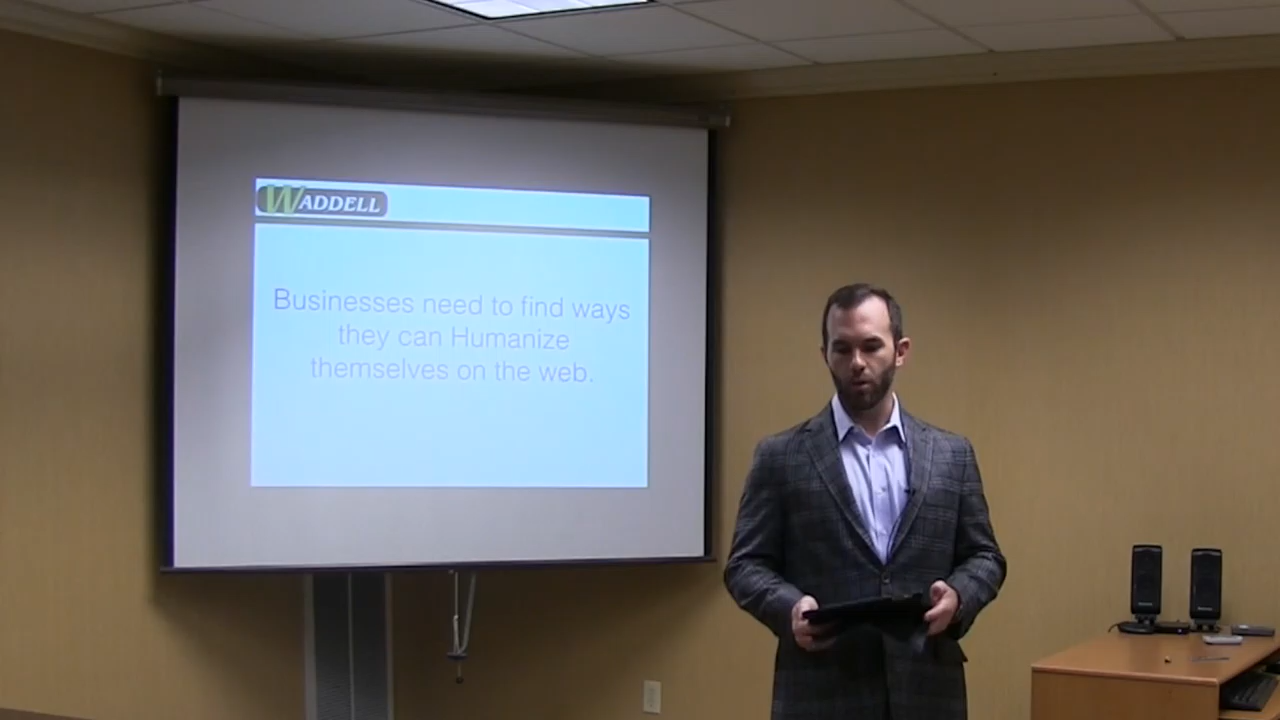 WADDELL
Businesses need to find ways
they can Humanize
themselves on the web.